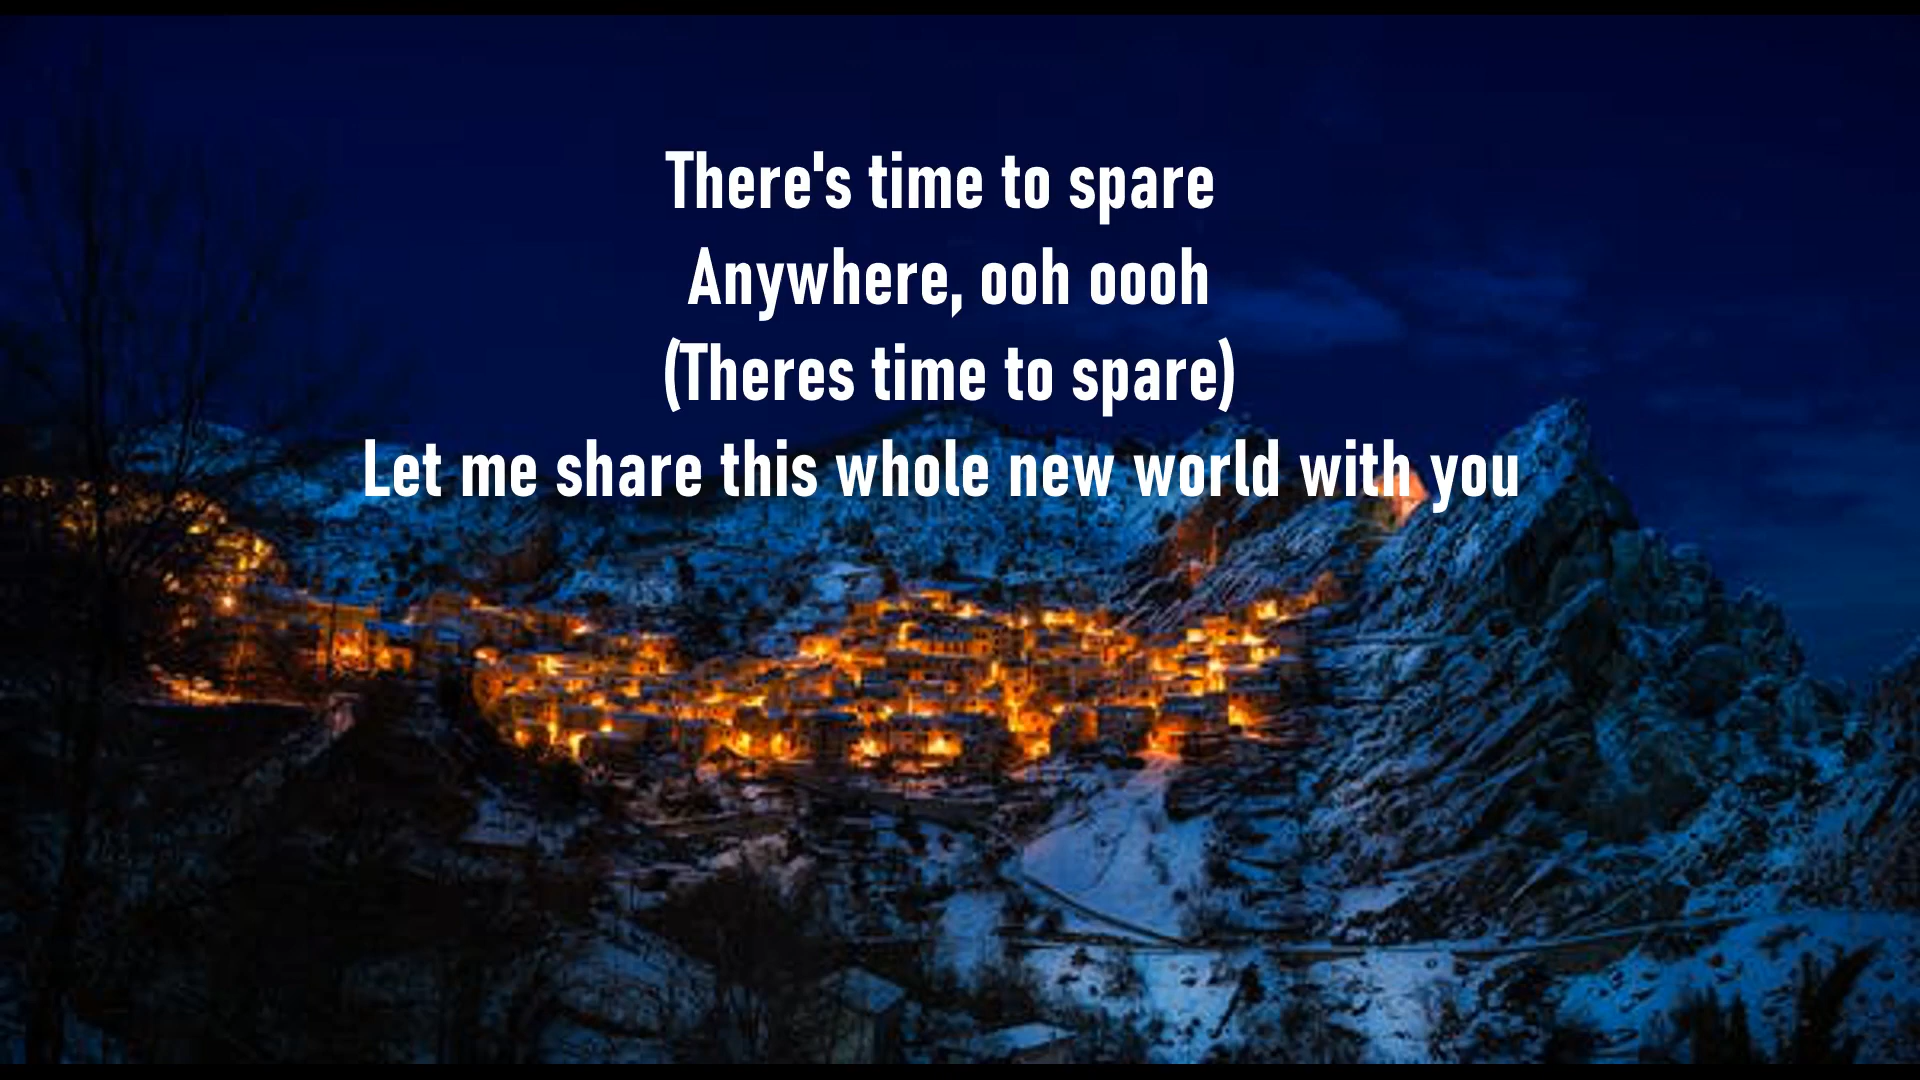 There's time to spare
Anywhere, ooh oooh
(Theres time to spare)
Let me share this whole new world with you